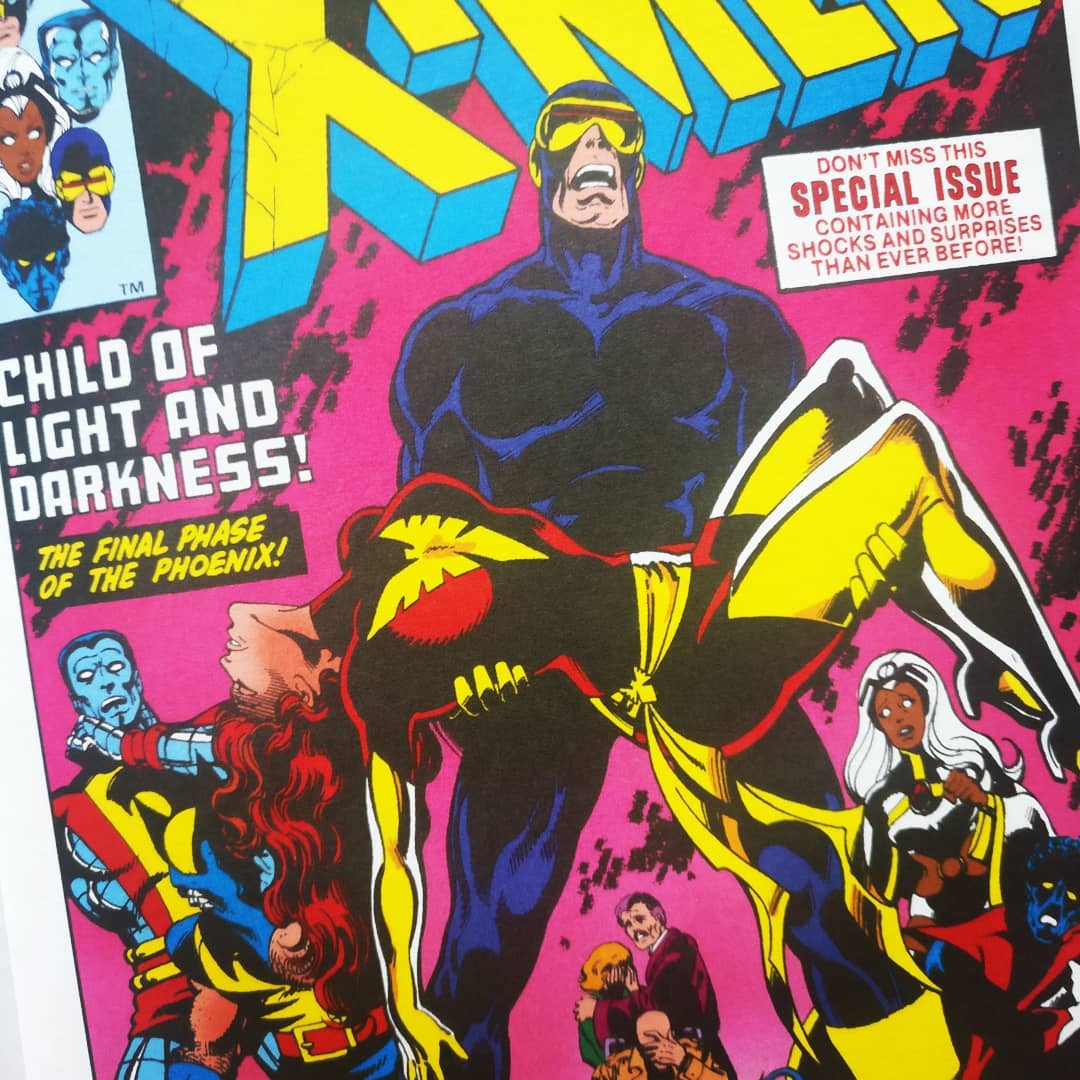 X-MEN
TM
DON'T MISS THIS
SPECIAL ISSUE
CONTAINING MORE
SHOCKS AND SURPRISES
THAN EVER BEFORE!
CHILD OF
LIGHT AND
DARKNESS!
THE FINAL PHASE
OF THE PHOENIX!